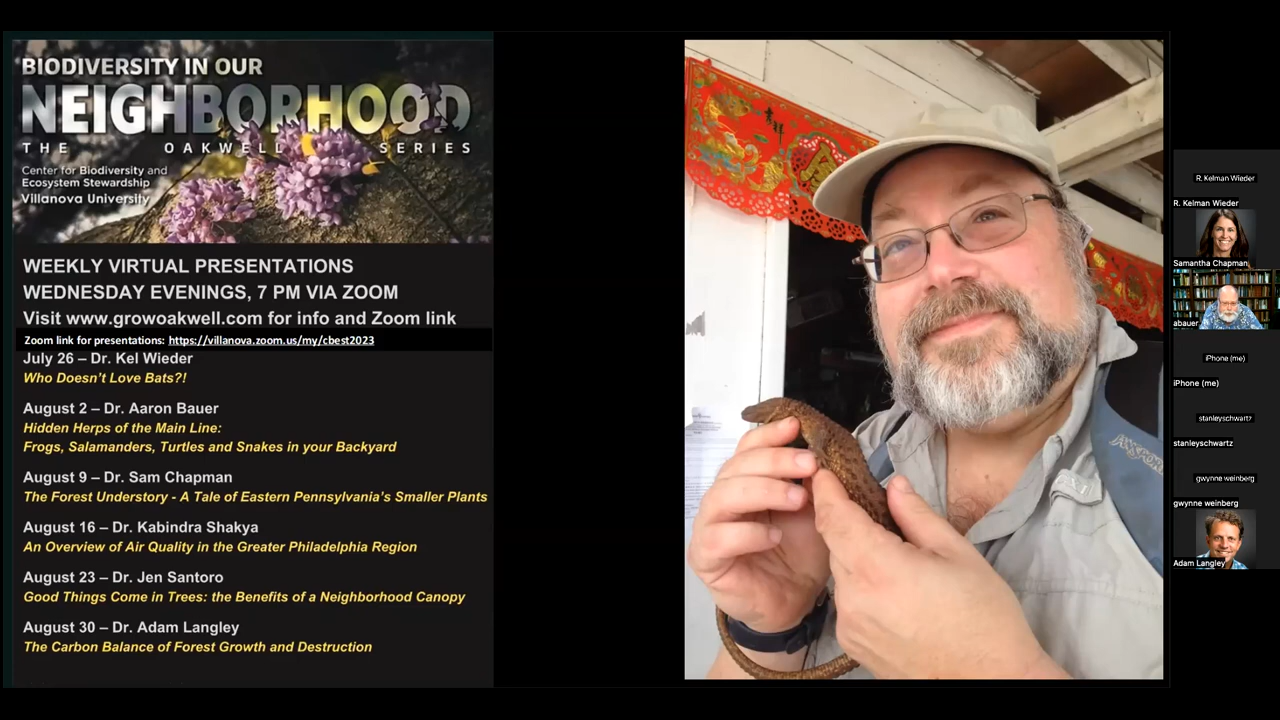 BIODIVERSITY IN OUR
NEIGHBORHOOD
THE OAKWELL SERIES
Center for Biodiversity and
Ecosystem Stewardship
Villanova University
WEEKLY VIRTUAL PRESENTATIONS
WEDNESDAY EVENINGS, 7 PM VIA ZOOM
Visit www.growoakwell.com for info and Zoom link
Zoom link for presentations: https://villanova.zoom.us/my/cbest2023
July 26 – Dr. Kel Wieder
Who Doesn't Love Bats?!
August 2 – Dr. Aaron Bauer
Hidden Herps of the Main Line:
Frogs, Salamanders, Turtles and Snakes in your Backyard
August 9 – Dr. Sam Chapman
The Forest Understory - A Tale of Eastern Pennsylvania's Smaller Plants
August 16 – Dr. Kabindra Shakya
An Overview of Air Quality in the Greater Philadelphia Region
August 23 – Dr. Jen Santoro
Good Things Come in Trees: the Benefits of a Neighborhood Canopy
August 30 – Dr. Adam Langley
The Carbon Balance of Forest Growth and Destruction
JANSPORT
R. Kelman Wieder
R. Kelman Wieder
Samantha Chapman
abauer
iPhone (me)
iPhone (me)
stanleyschwartz
stanleyschwartz
gwynne weinberg
gwynne weinberg
Adam Langley